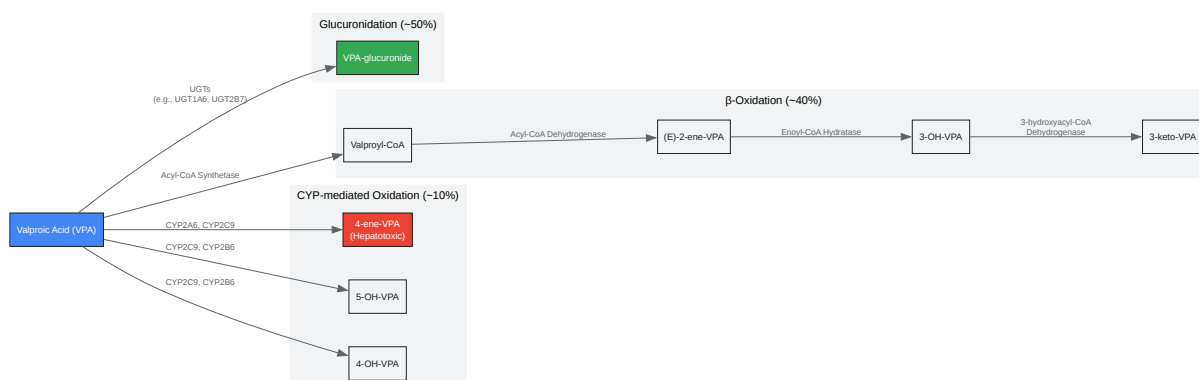 Glucuronidation (~50%)
VPA-glucuronide
UGTs
(e.g., UGT1A6, UGT2B7)
β-Oxidation (~40%)
Valproyl-CoA
Acyl-CoA Dehydrogenase
(E)-2-ene-VPA
Enoyl-CoA Hydratase
3-OH-VPA
3-hydroxyacyl-CoA
Dehydrogenase
3-keto-VPA
Acyl-CoA Synthetase
CYP-mediated Oxidation (~10%)
Valproic Acid (VPA)
CYP2A6, CYP2C9
4-ene-VPA
(Hepatotoxic)
CYP2C9, CYP2B6
5-OH-VPA
CYP2C9, CYP2B6
4-OH-VPA